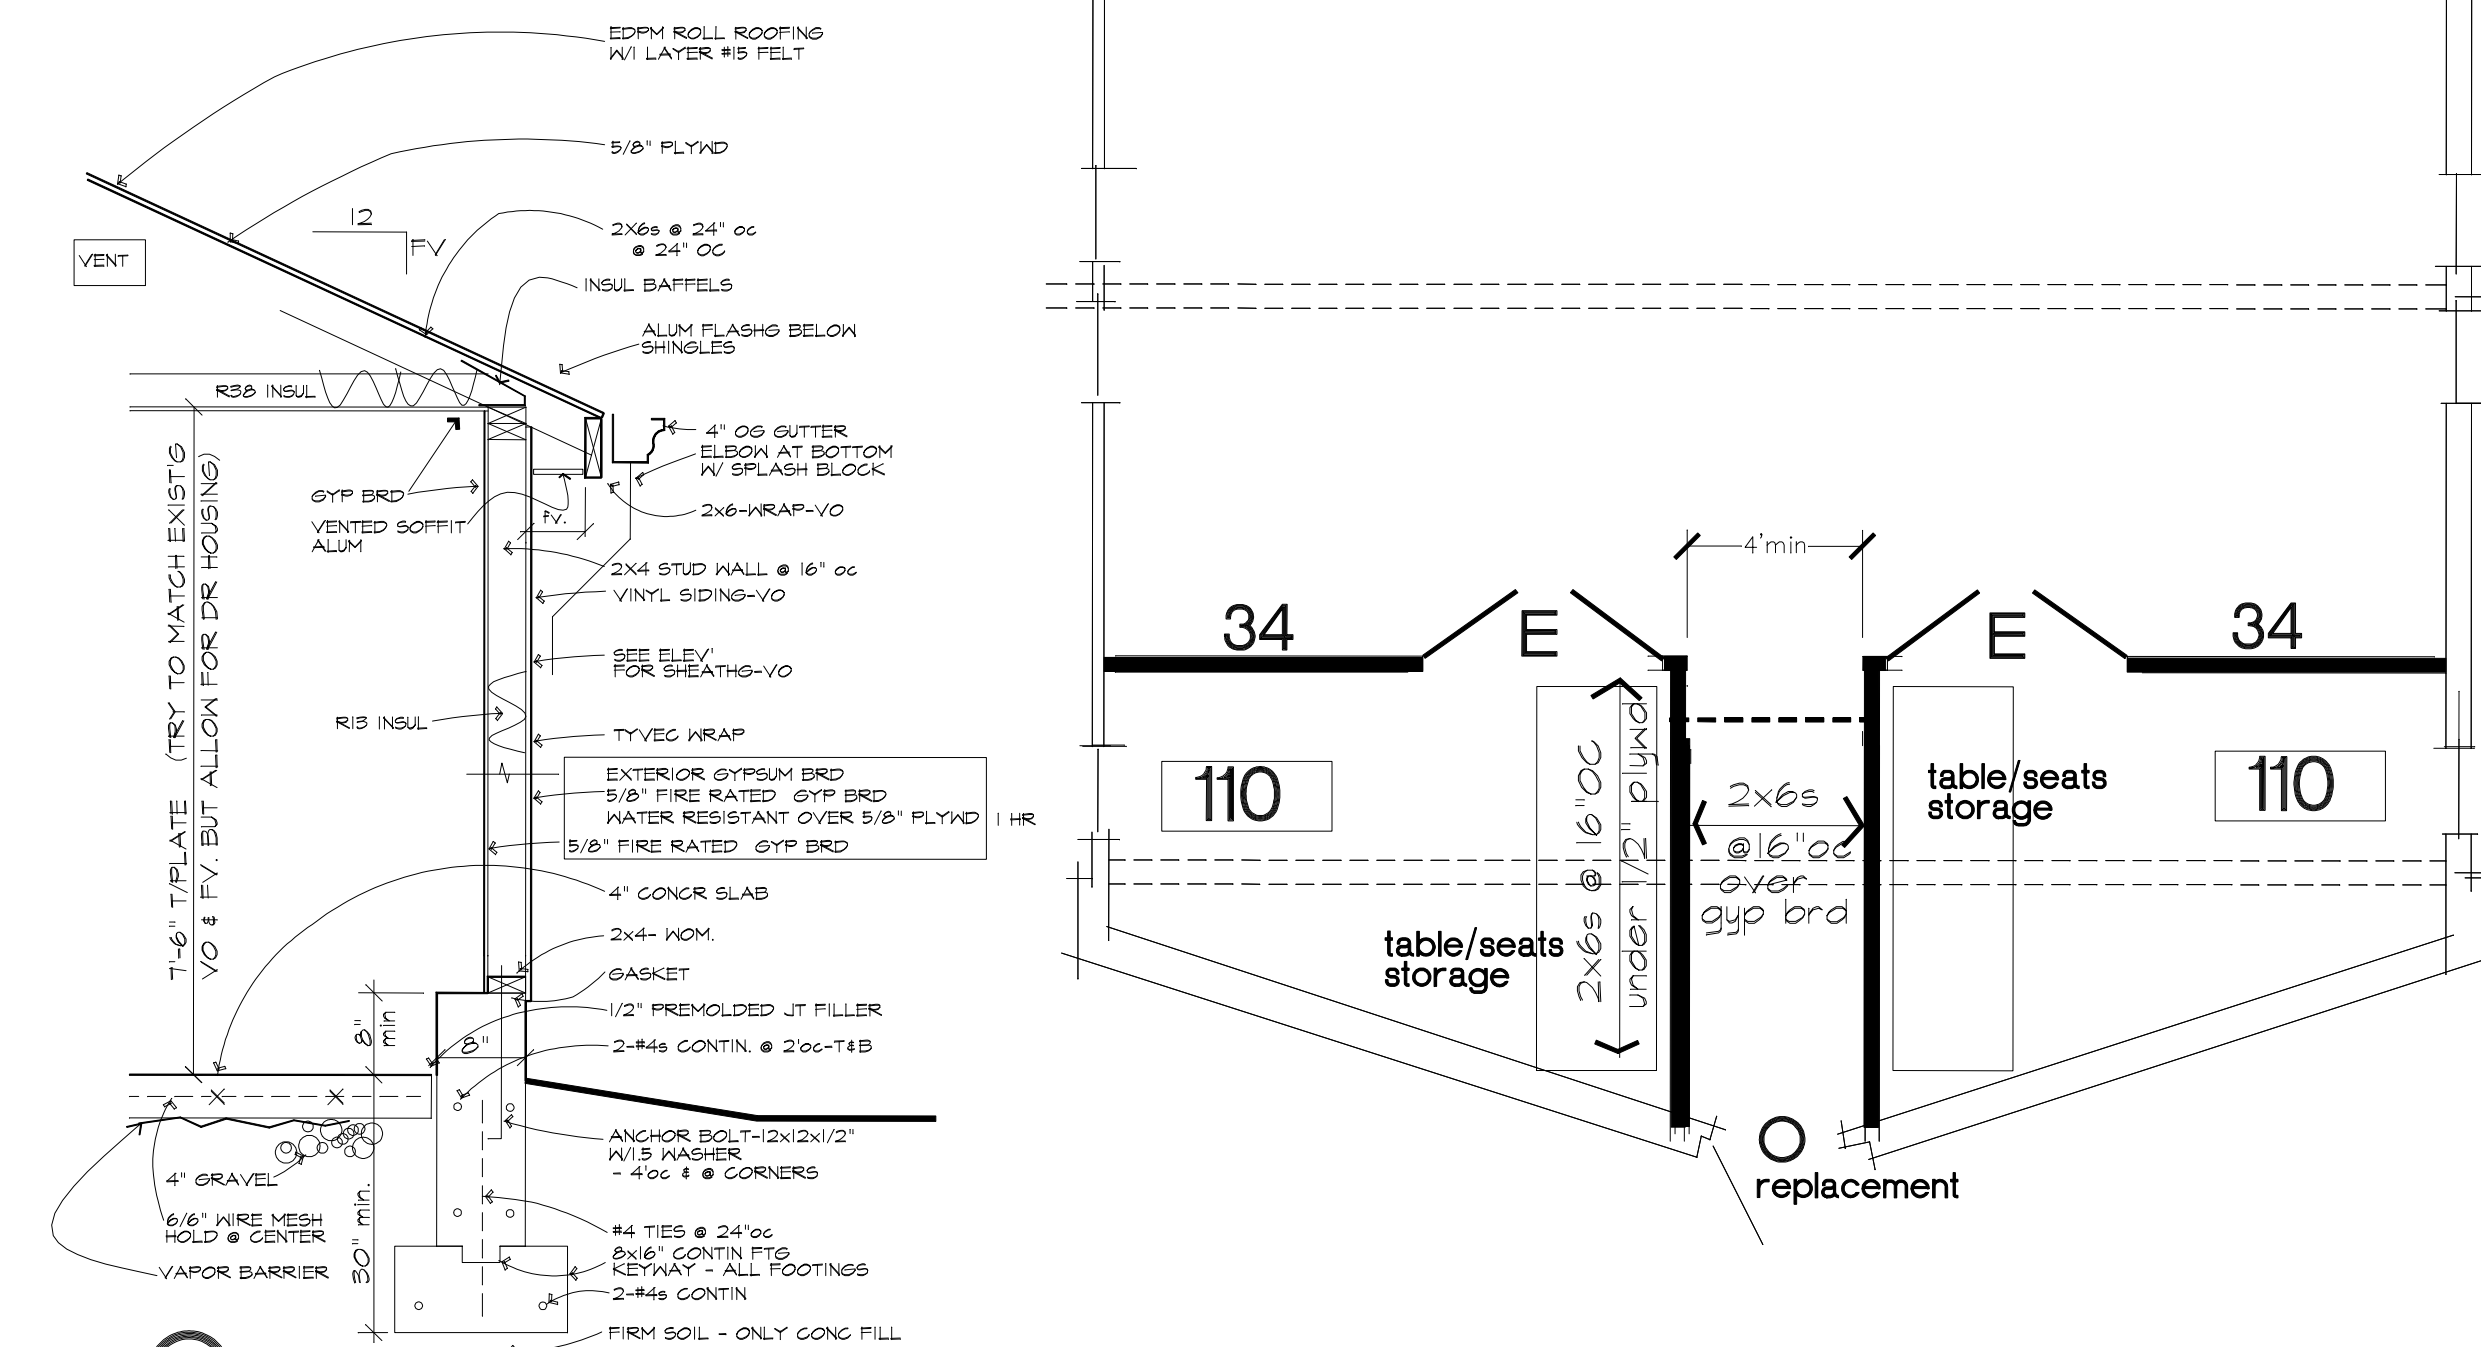 EDPM ROLL ROOFING
W/1 LAYER #15 FELT
5/8" PLYWD
12
FV
VENT
2X6s @ 24" oc
@ 24" OC
INSUL BAFFELS
ALUM FLASHG BELOW
SHINGLES
R38 INSUL
4" OG GUTTER
ELBOW AT BOTTOM
W/ SPLASH BLOCK
GYP BRD
2x6-WRAP-VO
VENTED SOFFIT
ALUM
fv.
2X4 STUD WALL @ 16" oc
VINYL SIDING-VO
SEE ELEV'
FOR SHEATHG-VO
R13 INSUL
TYVEC WRAP
EXTERIOR GYPSUM BRD
5/8" FIRE RATED GYP BRD
WATER RESISTANT OVER 5/8" PLYWD
1 HR
5/8" FIRE RATED GYP BRD
7'-6" T/PLATE (TRY TO MATCH EXIST'G
VO & FV. BUT ALLOW FOR DR HOUSING)
4" CONCR SLAB
2x4- WOM.
GASKET
1/2" PREMOLDED JT FILLER
8"
min
8"
2-#4s CONTIN. @ 2'oc-T&B
ANCHOR BOLT-12x12x1/2"
W/1.5 WASHER
- 4'oc & @ CORNERS
4" GRAVEL
6/6" WIRE MESH
HOLD @ CENTER
VAPOR BARRIER
30" min.
#4 TIES @ 24"oc
8x16" CONTIN FTG
KEYWAY - ALL FOOTINGS
2-#4s CONTIN
FIRM SOIL - ONLY CONC FILL
4'min
34
E
E
34
110
2x6s @ 16"OC
under 1/2" plywd
2x6s
@16"oc
over
gyp brd
table/seats
storage
110
table/seats
storage
replacement